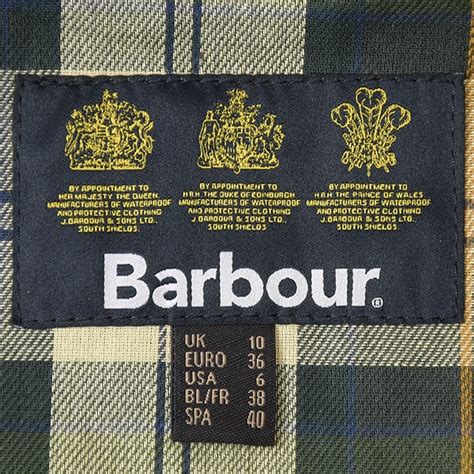 BY APPOINTMENT TO
HER MAJESTY THE QUEEN
MANUFACTURERS OF WATERPROOF
AND PROTECTIVE CLOTHING
J.BARBOUR & SONS LTD.,
SOUTH SHIELDS.
BY APPOINTMENT TO
H.R.H. THE DUKE OF EDINBURGH
MANUFACTURERS OF WATERPROOF
AND PROTECTIVE CLOTHING
J.BARBOUR & SONS LTD.,
SOUTH SHIELDS.
BY APPOINTMENT TO
H.R.H. THE PRINCE OF WALES
MANUFACTURERS OF WATERPROOF
AND PROTECTIVE CLOTHING
J.BARBOUR & SONS LTD.,
SOUTH SHIELDS.
Barbour®
UK 10
EURO 36
USA 6
BL/FR 38
SPA 40